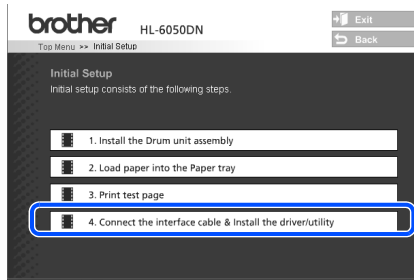 brother HL-6050DN
Exit
Back
Top Menu >> Initial Setup
Initial Setup
Initial setup consists of the following steps.
1. Install the Drum unit assembly
2. Load paper into the Paper tray
3. Print test page
4. Connect the interface cable & Install the driver/utility